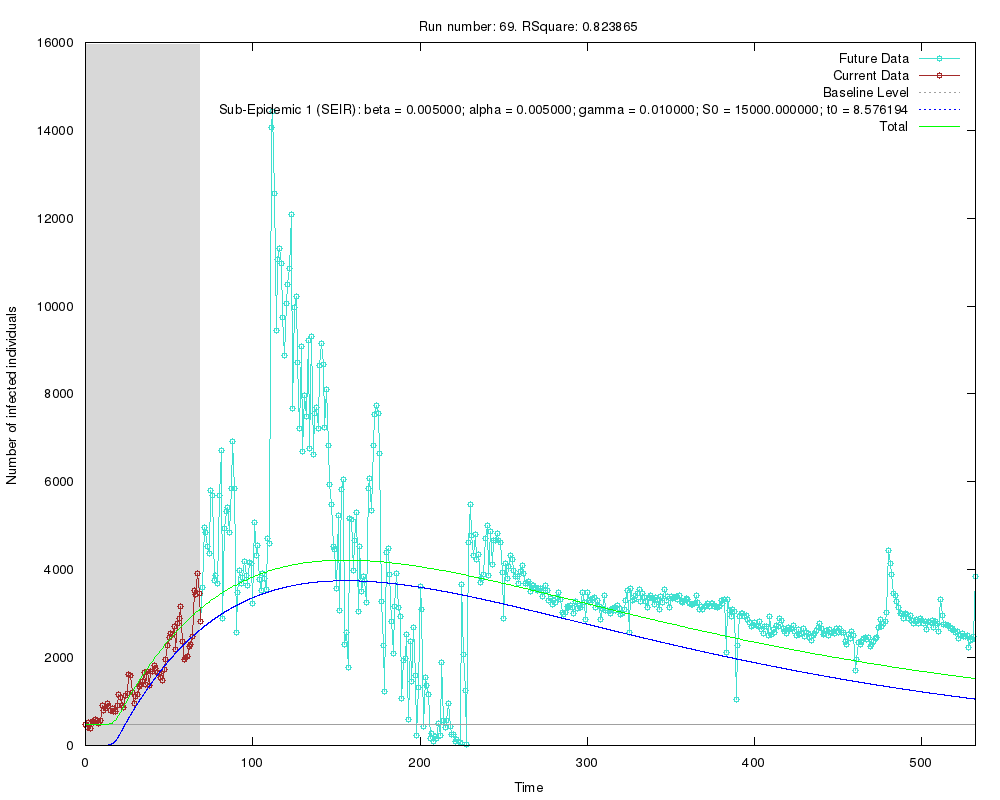 Run number: 69. RSquare: 0.823865
16000
14000
12000
10000
8000
6000
4000
2000
0
Number of infected individuals
Future Data
Current Data
Baseline Level
Sub-Epidemic 1 (SEIR): beta = 0.005000; alpha = 0.005000; gamma = 0.010000; S0 = 15000.000000; t0 = 8.576194
Total
0 100 200 300 400 500
Time